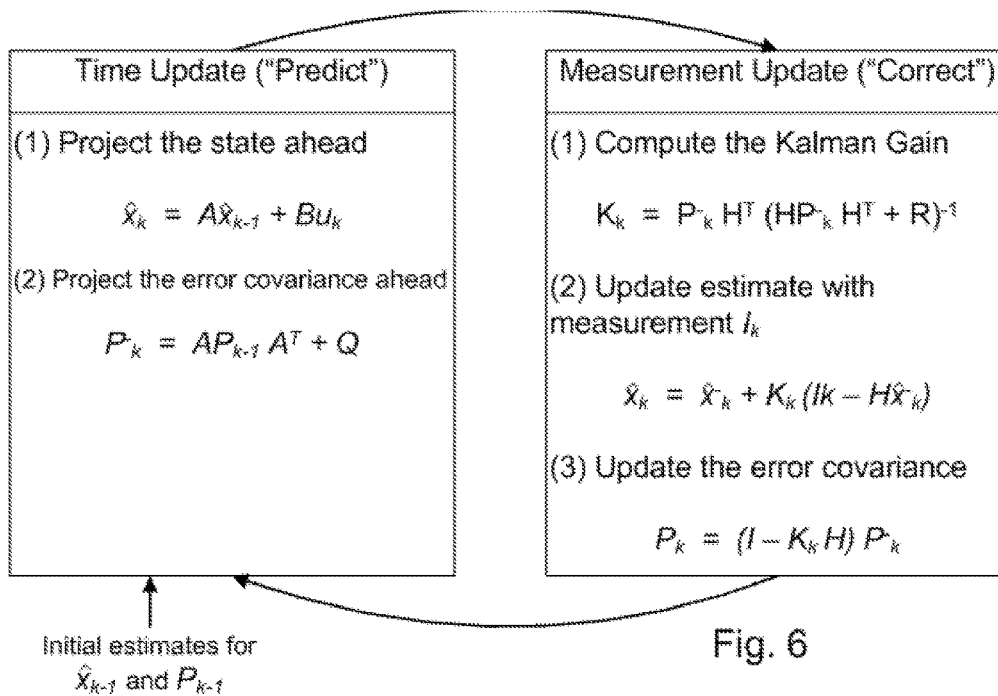 Time Update (“Predict”)
(1) Project the state ahead
x̂ₖ = Ax̂ₖ₋₁ + Buₖ
(2) Project the error covariance ahead
P⁻ₖ = APₖ₋₁ Aᵀ + Q
Initial estimates for
x̂ₖ₋₁ and Pₖ₋₁
Measurement Update (“Correct”)
(1) Compute the Kalman Gain
Kₖ = P⁻ₖ Hᵀ (HP⁻ₖ Hᵀ + R)⁻¹
(2) Update estimate with
measurement Iₖ
x̂ₖ = x̂⁻ₖ + Kₖ (Ik – Hx̂⁻ₖ)
(3) Update the error covariance
Pₖ = (I – Kₖ H) P⁻ₖ
Fig. 6